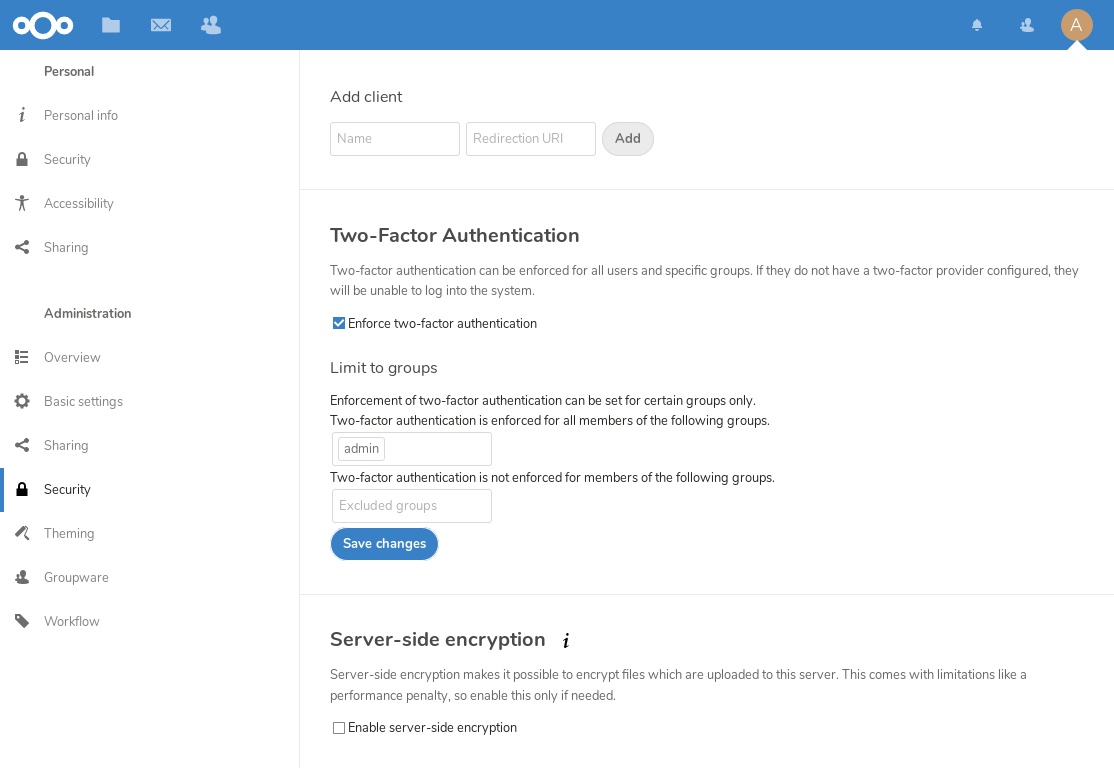 A
Personal
Personal info
Security
Accessibility
Sharing
Administration
Overview
Basic settings
Sharing
Security
Theming
Groupware
Workflow
Add client
Name Redirection URI Add
Two-Factor Authentication
Two-factor authentication can be enforced for all users and specific groups. If they do not have a two-factor provider configured, they
will be unable to log into the system.
Enforce two-factor authentication
Limit to groups
Enforcement of two-factor authentication can be set for certain groups only.
Two-factor authentication is enforced for all members of the following groups.
admin
Two-factor authentication is not enforced for members of the following groups.
Excluded groups
Save changes
Server-side encryption i
Server-side encryption makes it possible to encrypt files which are uploaded to this server. This comes with limitations like a
performance penalty, so enable this only if needed.
Enable server-side encryption